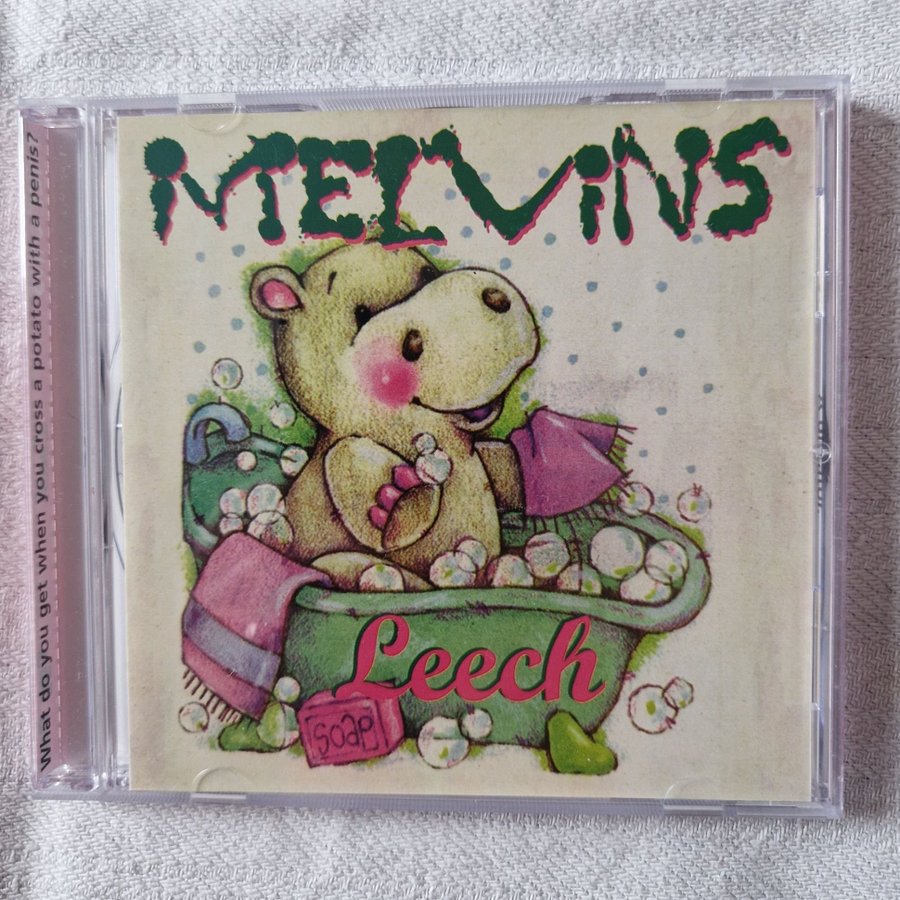 What do you get when you cross a potato with a penis?
MELViNS
Leech
soap